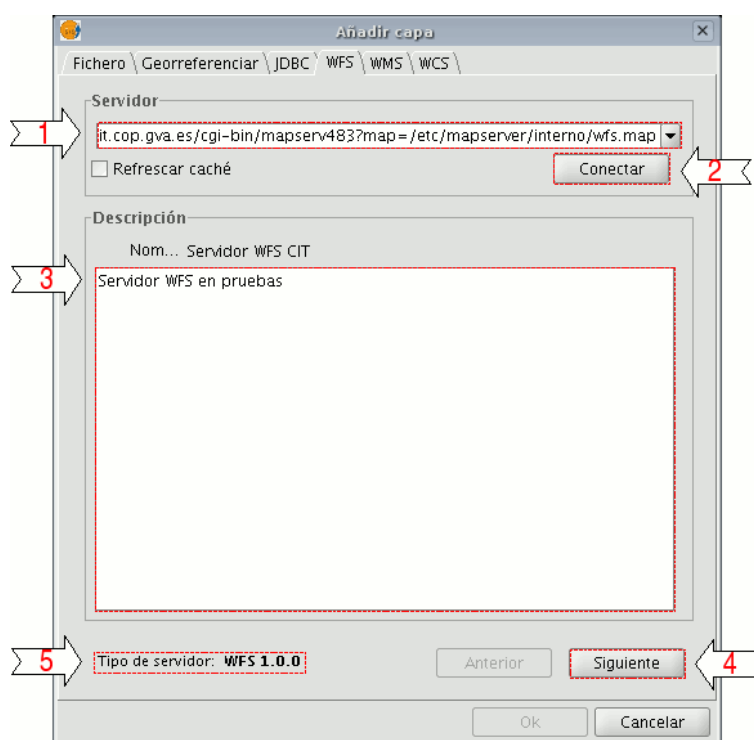 Añadir capa
Fichero Georreferenciar JDBC WFS WMS WCS
Servidor
1
it.cop.gva.es/cgi-bin/mapserv483?map=/etc/mapserver/interno/wfs.map
Refrescar caché
Conectar
2
Descripción
Nom... Servidor WFS CIT
3
Servidor WFS en pruebas
5
Tipo de servidor: WFS 1.0.0
Anterior
Siguiente
4
Ok
Cancelar